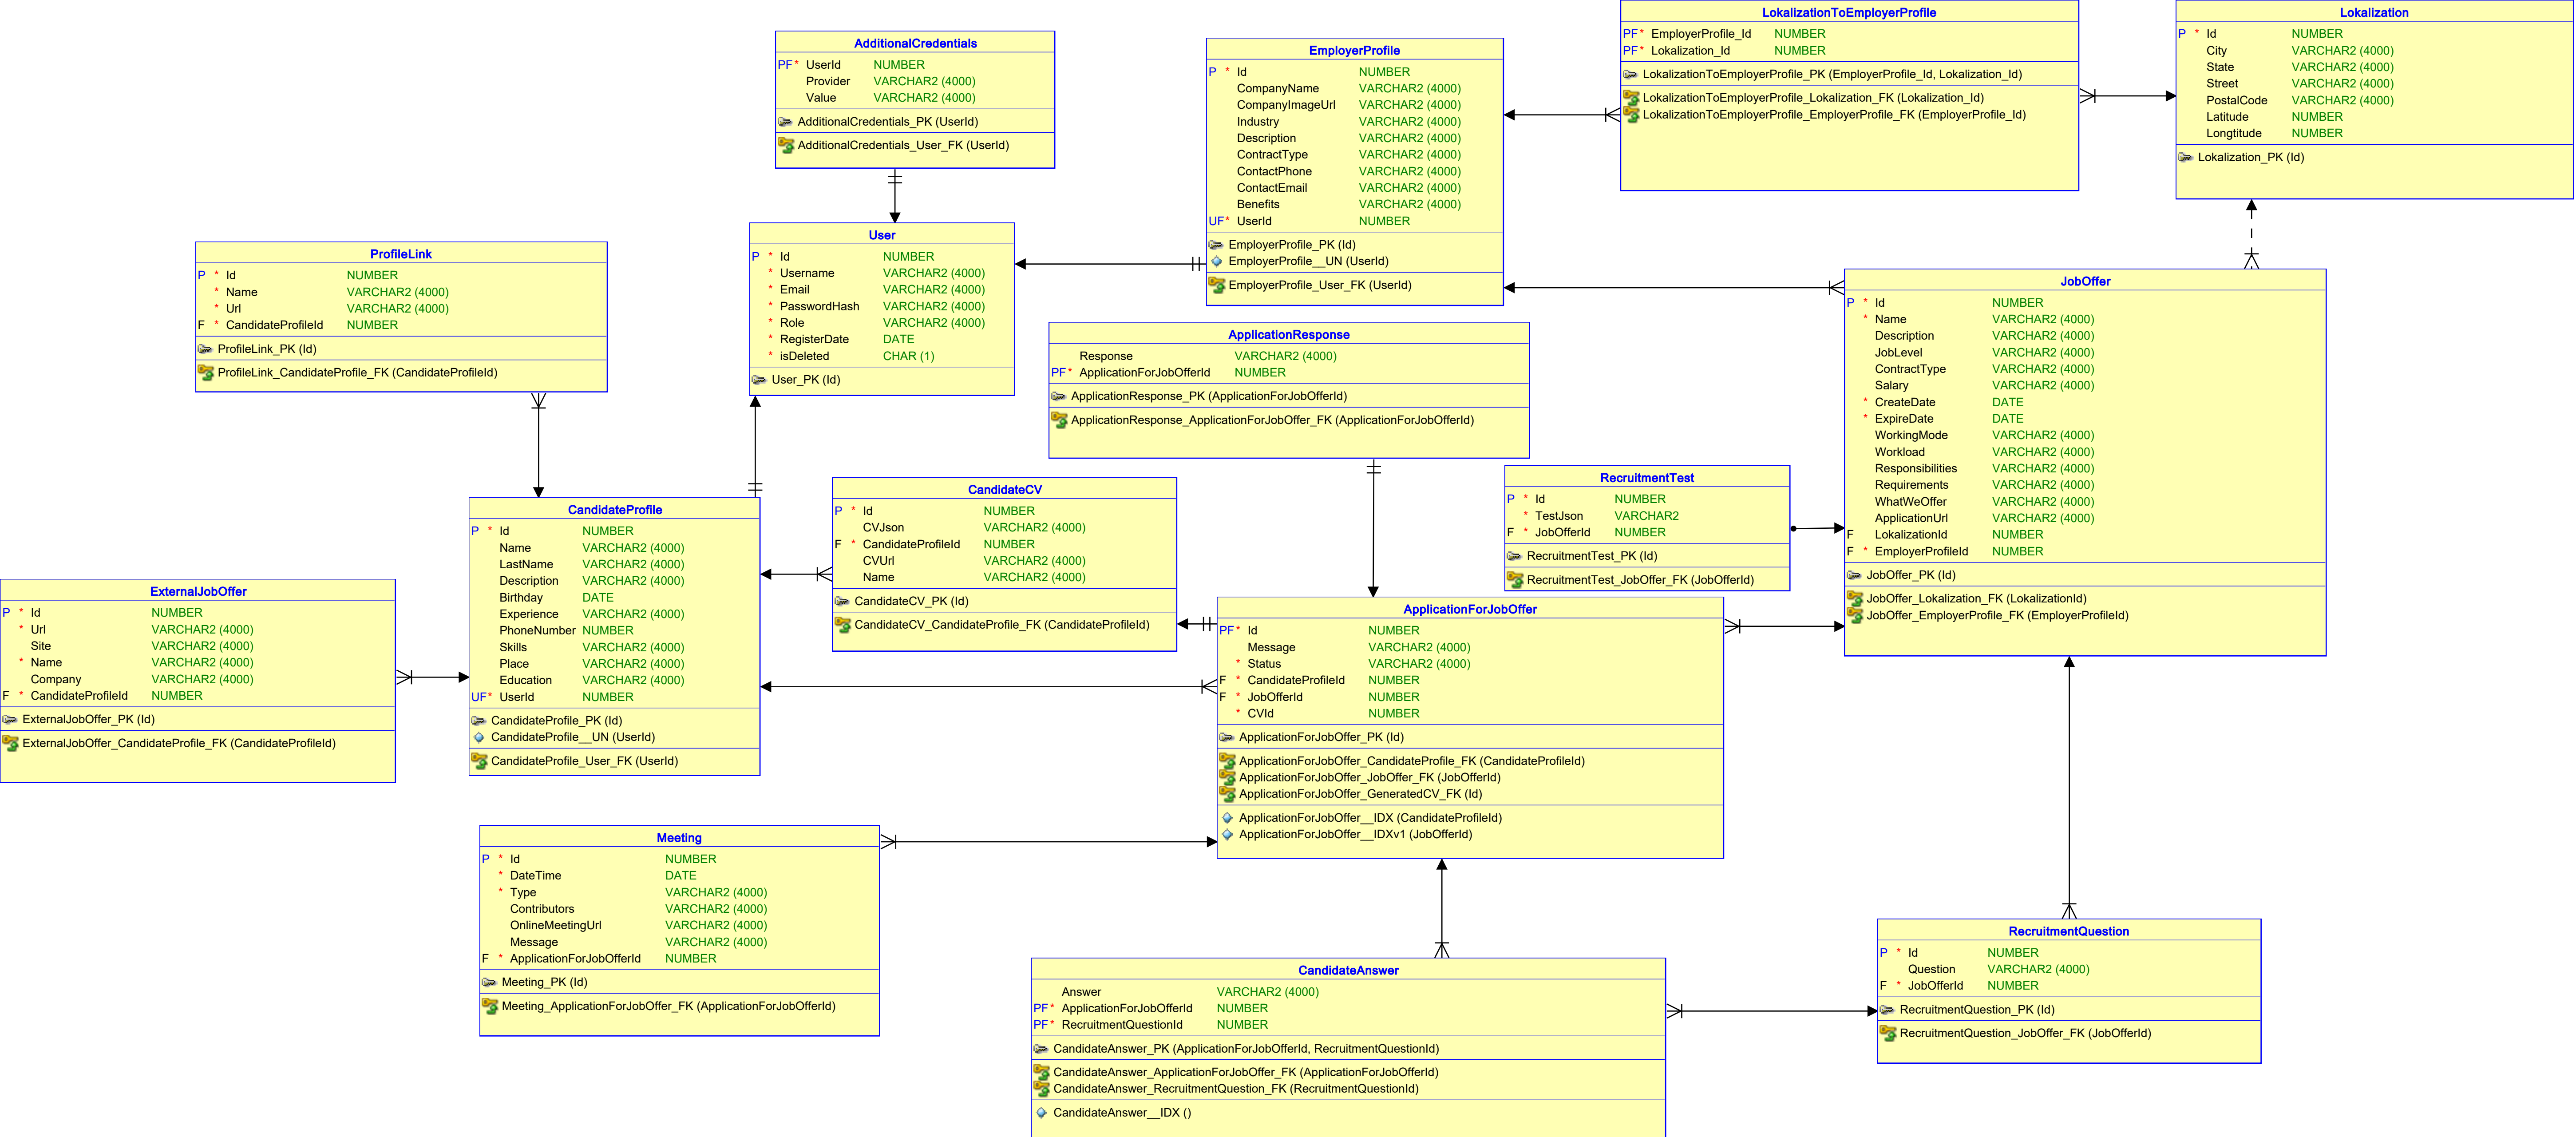 AdditionalCredentials
PF * UserId NUMBER
Provider VARCHAR2 (4000)
Value VARCHAR2 (4000)
AdditionalCredentials_PK (UserId)
AdditionalCredentials_User_FK (UserId)
EmployerProfile
P * Id NUMBER
CompanyName VARCHAR2 (4000)
CompanyImageUrl VARCHAR2 (4000)
Industry VARCHAR2 (4000)
Description VARCHAR2 (4000)
ContractType VARCHAR2 (4000)
ContactPhone VARCHAR2 (4000)
ContactEmail VARCHAR2 (4000)
Benefits VARCHAR2 (4000)
UF * UserId NUMBER
EmployerProfile_PK (Id)
EmployerProfile__UN (UserId)
EmployerProfile_User_FK (UserId)
LokalizationToEmployerProfile
PF * EmployerProfile_Id NUMBER
PF * Lokalization_Id NUMBER
LokalizationToEmployerProfile_PK (EmployerProfile_Id, Lokalization_Id)
LokalizationToEmployerProfile_Lokalization_FK (Lokalization_Id)
LokalizationToEmployerProfile_EmployerProfile_FK (EmployerProfile_Id)
Lokalization
P * Id NUMBER
City VARCHAR2 (4000)
State VARCHAR2 (4000)
Street VARCHAR2 (4000)
PostalCode VARCHAR2 (4000)
Latitude NUMBER
Longtitude NUMBER
Lokalization_PK (Id)
ProfileLink
P * Id NUMBER
* Name VARCHAR2 (4000)
* Url VARCHAR2 (4000)
F * CandidateProfileId NUMBER
ProfileLink_PK (Id)
ProfileLink_CandidateProfile_FK (CandidateProfileId)
User
P * Id NUMBER
* Username VARCHAR2 (4000)
* Email VARCHAR2 (4000)
* PasswordHash VARCHAR2 (4000)
* Role VARCHAR2 (4000)
* RegisterDate DATE
* isDeleted CHAR (1)
User_PK (Id)
ApplicationResponse
Response VARCHAR2 (4000)
PF * ApplicationForJobOfferId NUMBER
ApplicationResponse_PK (ApplicationForJobOfferId)
ApplicationResponse_ApplicationForJobOffer_FK (ApplicationForJobOfferId)
JobOffer
P * Id NUMBER
* Name VARCHAR2 (4000)
Description VARCHAR2 (4000)
JobLevel VARCHAR2 (4000)
ContractType VARCHAR2 (4000)
Salary VARCHAR2 (4000)
* CreateDate DATE
* ExpireDate DATE
WorkingMode VARCHAR2 (4000)
Workload VARCHAR2 (4000)
Responsibilities VARCHAR2 (4000)
Requirements VARCHAR2 (4000)
WhatWeOffer VARCHAR2 (4000)
ApplicationUrl VARCHAR2 (4000)
F LokalizationId NUMBER
F * EmployerProfileId NUMBER
JobOffer_PK (Id)
JobOffer_Lokalization_FK (LokalizationId)
JobOffer_EmployerProfile_FK (EmployerProfileId)
RecruitmentTest
P * Id NUMBER
* TestJson VARCHAR2
F * JobOfferId NUMBER
RecruitmentTest_PK (Id)
RecruitmentTest_JobOffer_FK (JobOfferId)
CandidateCV
P * Id NUMBER
CVJson VARCHAR2 (4000)
F * CandidateProfileId NUMBER
CVUrl VARCHAR2 (4000)
Name VARCHAR2 (4000)
CandidateCV_PK (Id)
CandidateCV_CandidateProfile_FK (CandidateProfileId)
CandidateProfile
P * Id NUMBER
Name VARCHAR2 (4000)
LastName VARCHAR2 (4000)
Description VARCHAR2 (4000)
Birthday DATE
Experience VARCHAR2 (4000)
PhoneNumber NUMBER
Skills VARCHAR2 (4000)
Place VARCHAR2 (4000)
Education VARCHAR2 (4000)
UF * UserId NUMBER
CandidateProfile_PK (Id)
CandidateProfile__UN (UserId)
CandidateProfile_User_FK (UserId)
ExternalJobOffer
P * Id NUMBER
* Url VARCHAR2 (4000)
Site VARCHAR2 (4000)
* Name VARCHAR2 (4000)
Company VARCHAR2 (4000)
F * CandidateProfileId NUMBER
ExternalJobOffer_PK (Id)
ExternalJobOffer_CandidateProfile_FK (CandidateProfileId)
ApplicationForJobOffer
PF * Id NUMBER
Message VARCHAR2 (4000)
* Status VARCHAR2 (4000)
F * CandidateProfileId NUMBER
F * JobOfferId NUMBER
* CVId NUMBER
ApplicationForJobOffer_PK (Id)
ApplicationForJobOffer_CandidateProfile_FK (CandidateProfileId)
ApplicationForJobOffer_JobOffer_FK (JobOfferId)
ApplicationForJobOffer_GeneratedCV_FK (Id)
ApplicationForJobOffer__IDX (CandidateProfileId)
ApplicationForJobOffer__IDXv1 (JobOfferId)
Meeting
P * Id NUMBER
* DateTime DATE
* Type VARCHAR2 (4000)
Contributors VARCHAR2 (4000)
OnlineMeetingUrl VARCHAR2 (4000)
Message VARCHAR2 (4000)
F * ApplicationForJobOfferId NUMBER
Meeting_PK (Id)
Meeting_ApplicationForJobOffer_FK (ApplicationForJobOfferId)
CandidateAnswer
Answer VARCHAR2 (4000)
PF * ApplicationForJobOfferId NUMBER
PF * RecruitmentQuestionId NUMBER
CandidateAnswer_PK (ApplicationForJobOfferId, RecruitmentQuestionId)
CandidateAnswer_ApplicationForJobOffer_FK (ApplicationForJobOfferId)
CandidateAnswer_RecruitmentQuestion_FK (RecruitmentQuestionId)
CandidateAnswer__IDX ()
RecruitmentQuestion
P * Id NUMBER
Question VARCHAR2 (4000)
F * JobOfferId NUMBER
RecruitmentQuestion_PK (Id)
RecruitmentQuestion_JobOffer_FK (JobOfferId)